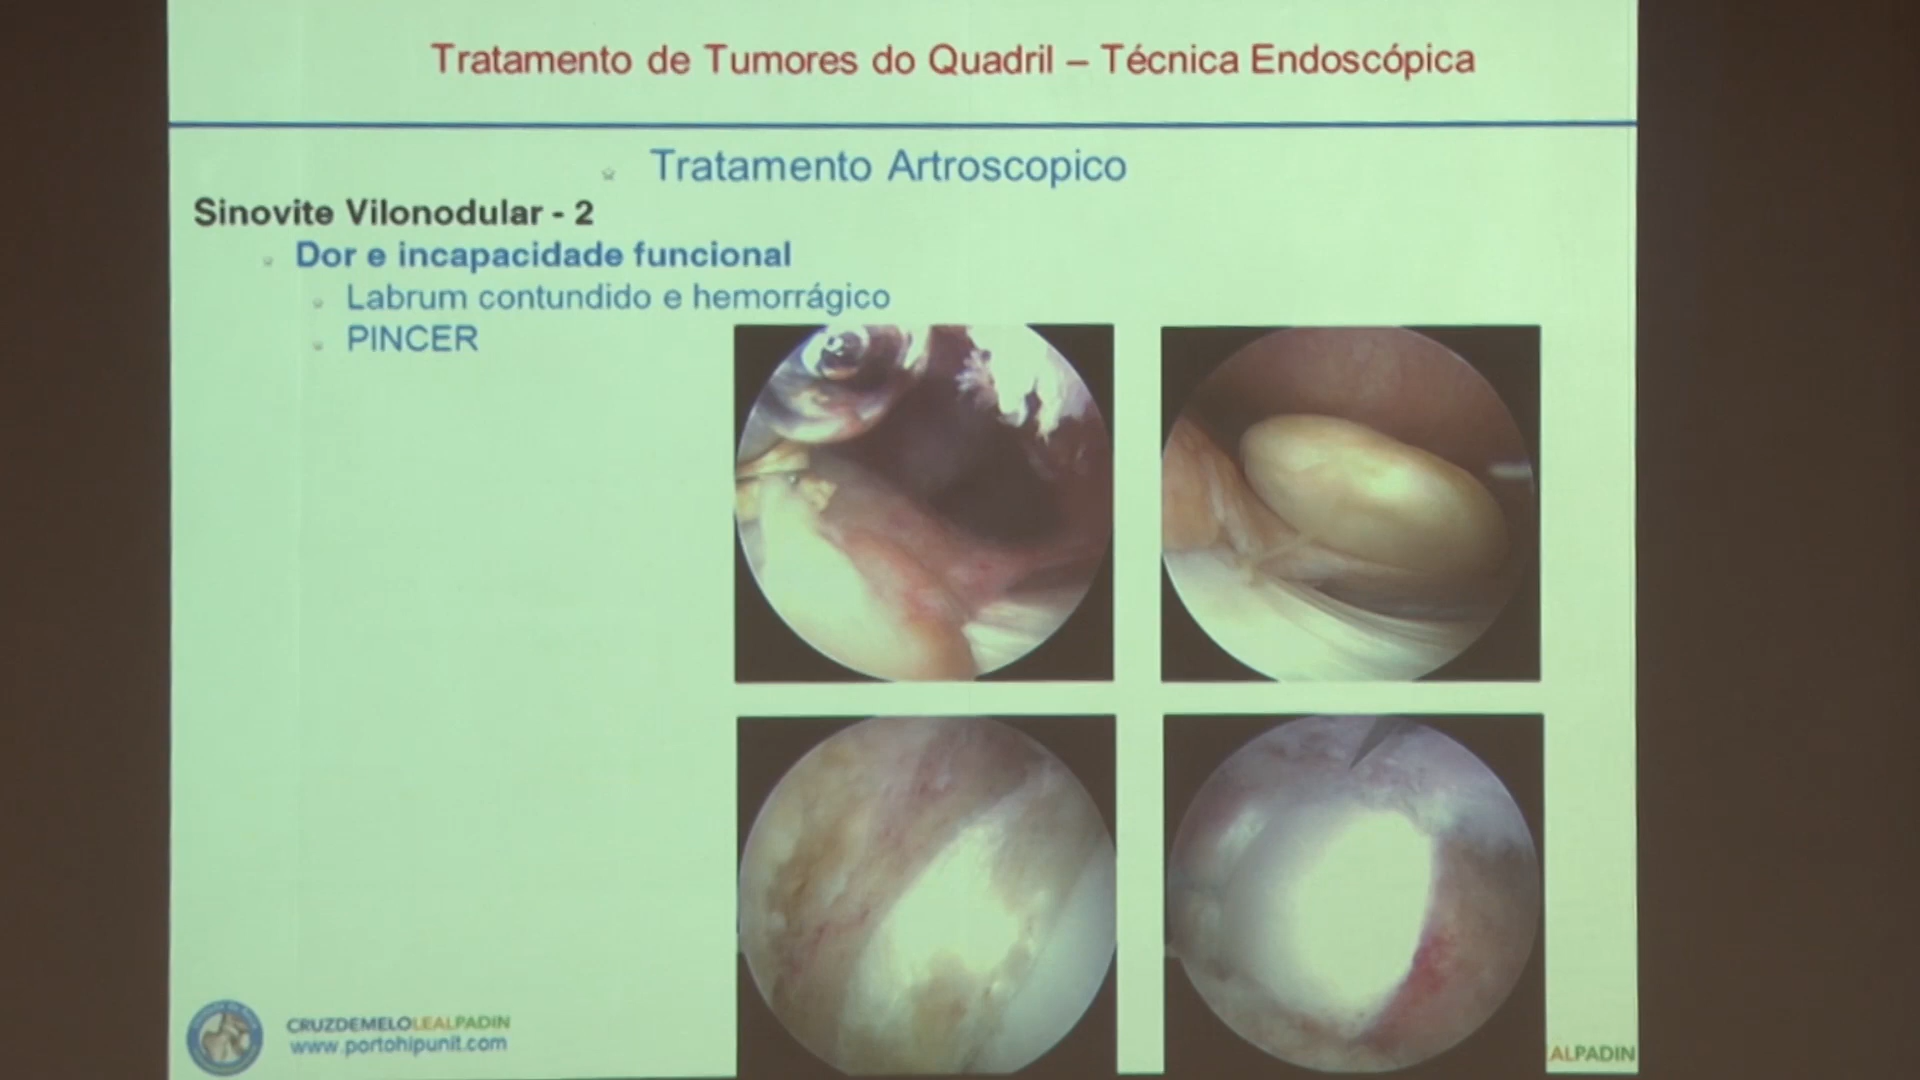 Tratamento de Tumores do Quadril – Técnica Endoscópica
Tratamento Artroscopico
Sinovite Vilonodular - 2
Dor e incapacidade funcional
Labrum contundido e hemorrágico
PINCER
CRUZDEMELOLEALPADIN
www.portohipunit.com
ALPADIN